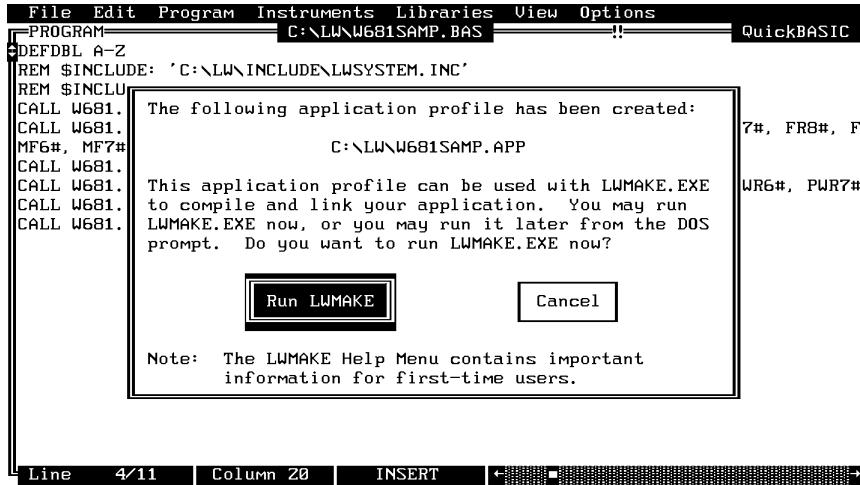 File Edit Program Instruments Libraries View Options
PROGRAM C:\LW\W681SAMP.BAS !! QuickBASIC
DEFDBL A-Z
REM $INCLUDE: 'C:\LW\INCLUDE\LWSYSTEM.INC'
REM $INCLU
CALL W681.
CALL W681. 7#, FR8#, F
MF6#, MF7#
CALL W681.
CALL W681. WR6#, PWR7#
CALL W681.
CALL W681.
The following application profile has been created:
C:\LW\W681SAMP.APP
This application profile can be used with LWMAKE.EXE
to compile and link your application. You may run
LWMAKE.EXE now, or you may run it later from the DOS
prompt. Do you want to run LWMAKE.EXE now?
Run LWMAKE Cancel
Note: The LWMAKE Help Menu contains important
information for first-time users.
Line 4/11 Column 20 INSERT